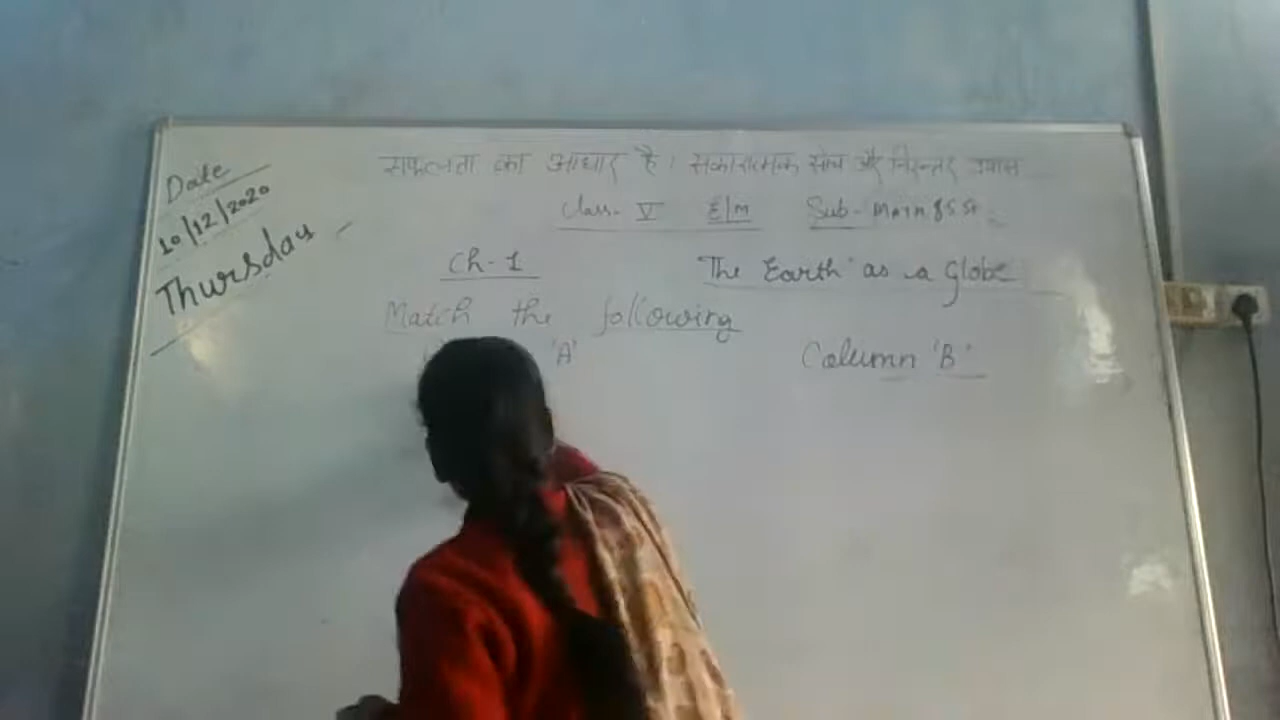 Date
10/12/2020
Thursday
सफलता का आधार है। सकारात्मक सोच और निरन्तर प्रयास
Class- V E/M Sub- S.St
Ch-1 The Earth as a Globe
Match the following
'A' Column 'B'